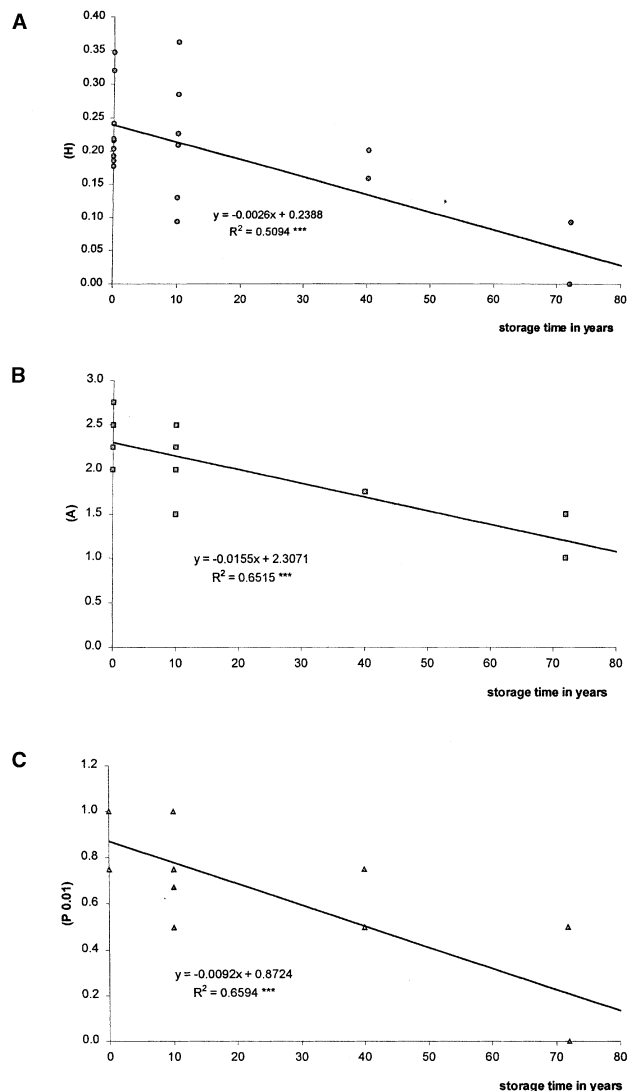 A
0.40
0.35
0.30
0.25
0.20
0.15
0.10
0.05
0.00
(H)
y = -0.0026x + 0.2388
R² = 0.5094 ***
0 10 20 30 40 50 60 70 80
storage time in years
B
3.0
2.5
2.0
1.5
1.0
0.5
0.0
(A)
y = -0.0155x + 2.3071
R² = 0.6515 ***
0 10 20 30 40 50 60 70 80
storage time in years
C
1.2
1.0
0.8
0.6
0.4
0.2
0.0
(P 0.01)
y = -0.0092x + 0.8724
R² = 0.6594 ***
0 10 20 30 40 50 60 70 80
storage time in years